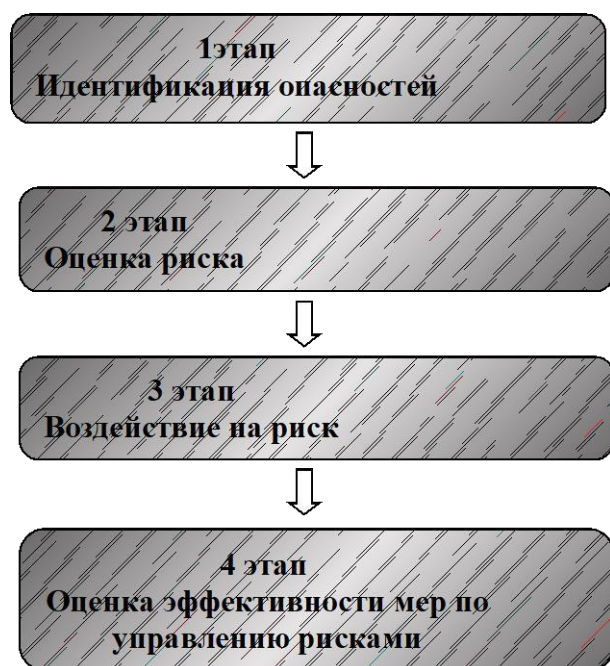 1этап
Идентификация опасностей
2 этап
Оценка риска
3 этап
Воздействие на риск
4 этап
Оценка эффективности мер по
управлению рисками